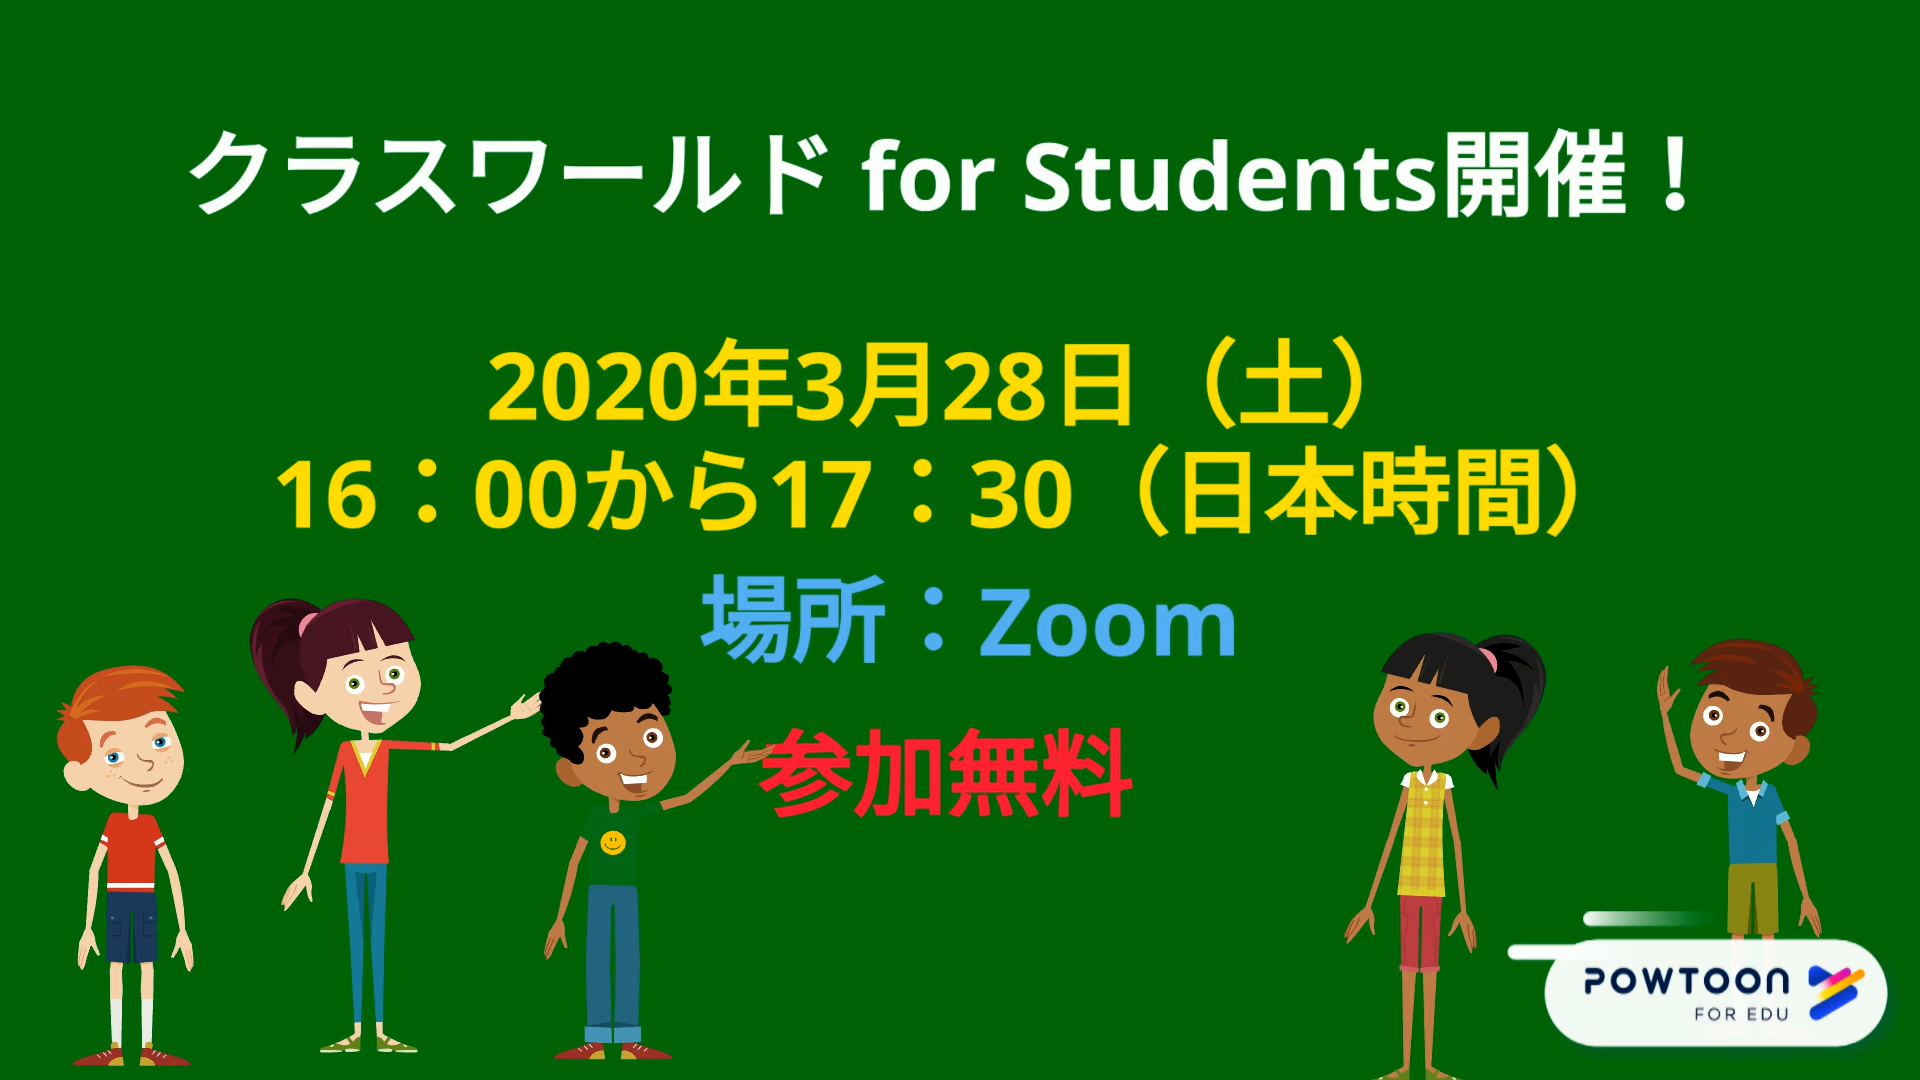 クラスワールド for Students開催！
2020年3月28日（土）
16：00から17：30（日本時間）
場所：Zoom
参加無料
POWTOON
FOR EDU